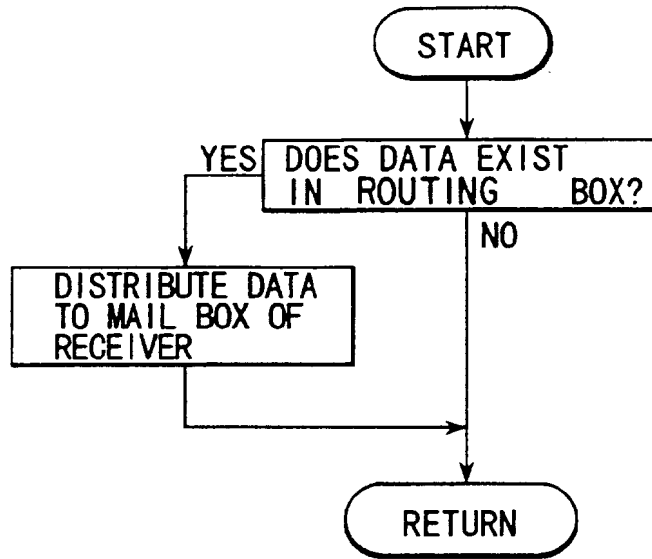 START
YES
DOES DATA EXIST
IN ROUTING BOX?
NO
DISTRIBUTE DATA
TO MAIL BOX OF
RECEIVER
RETURN